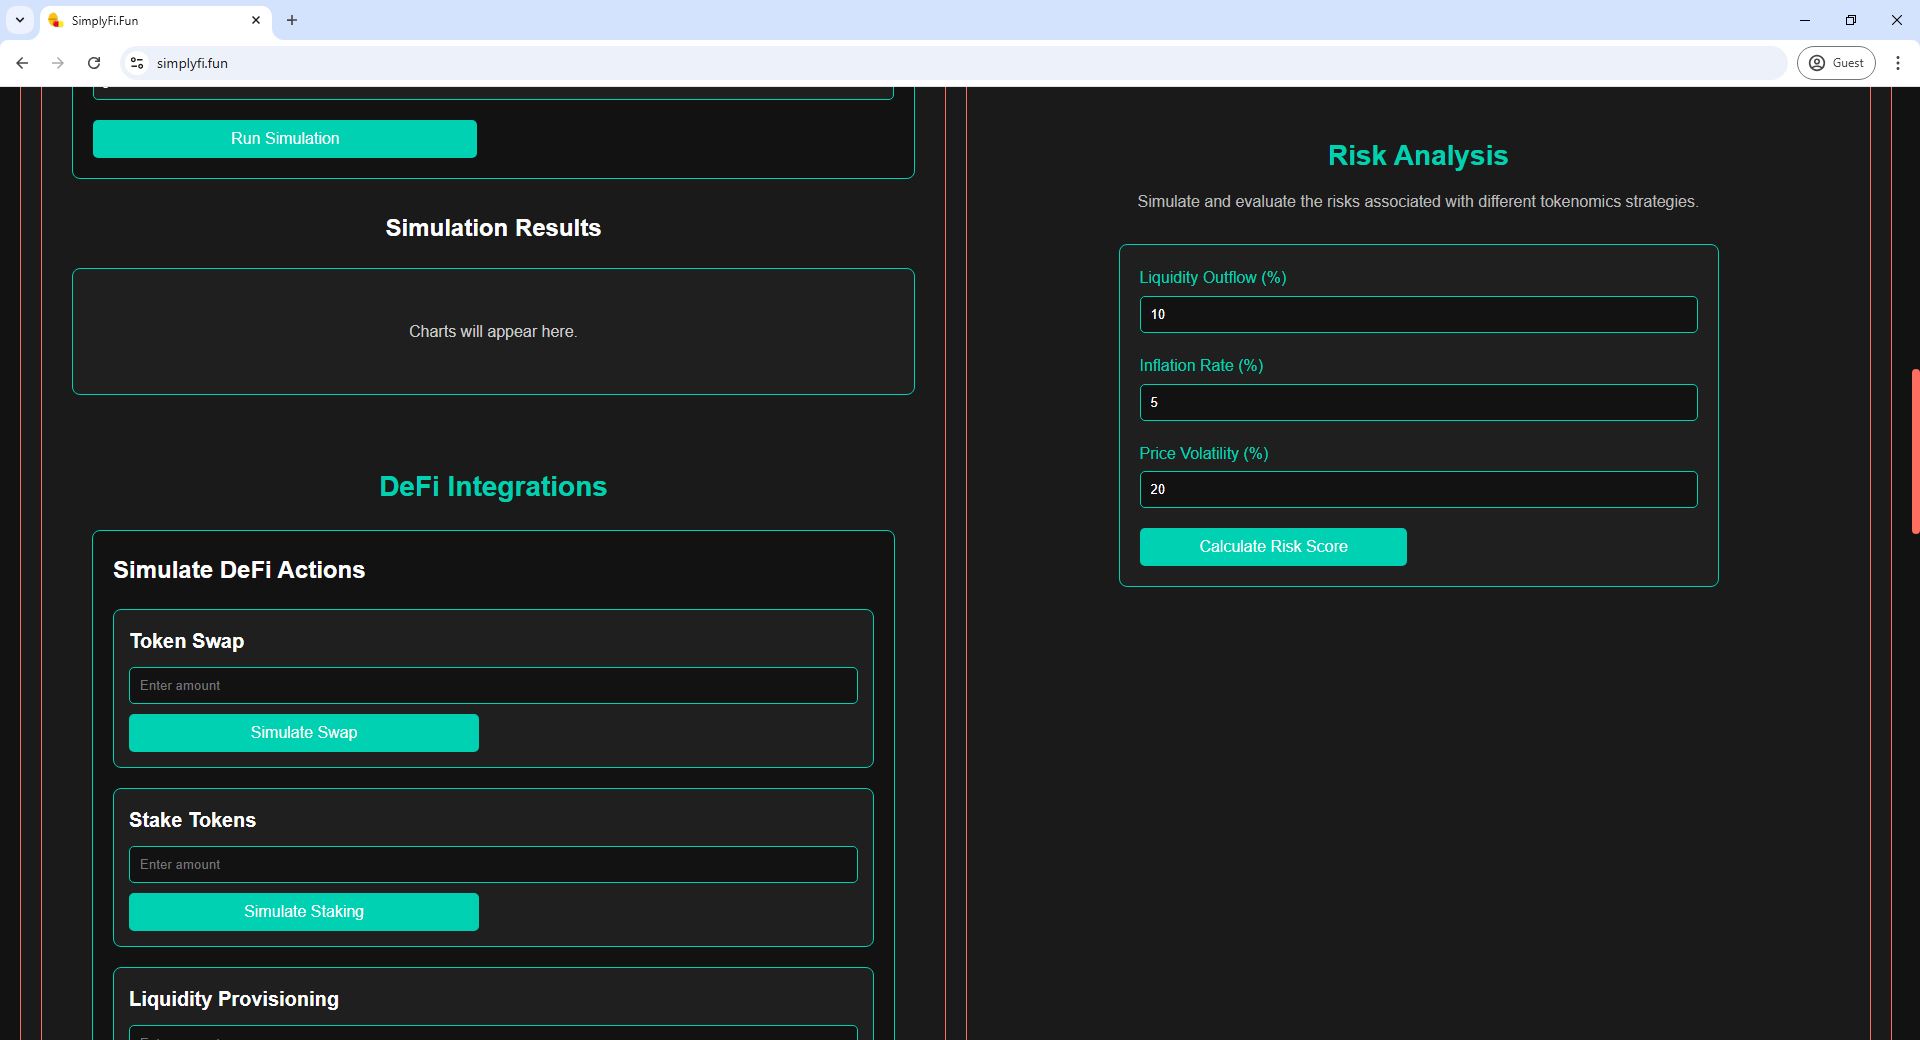 SimplyFi.Fun
simplyfi.fun
Guest
Run Simulation
Simulation Results
Charts will appear here.
DeFi Integrations
Simulate DeFi Actions
Token Swap
Enter amount
Simulate Swap
Stake Tokens
Enter amount
Simulate Staking
Liquidity Provisioning
Risk Analysis
Simulate and evaluate the risks associated with different tokenomics strategies.
Liquidity Outflow (%)
10
Inflation Rate (%)
5
Price Volatility (%)
20
Calculate Risk Score